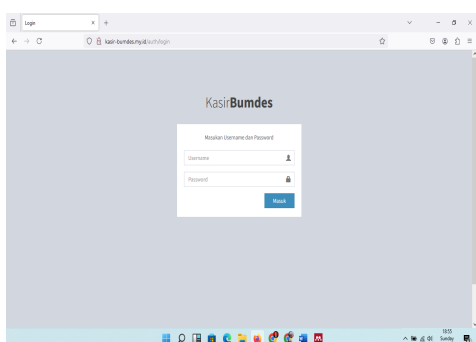 Login
kasir-bumdes.my.id/auth/login
KasirBumdes
Masukan Username dan Password
Username
Password
Masuk
18:55
Sunday